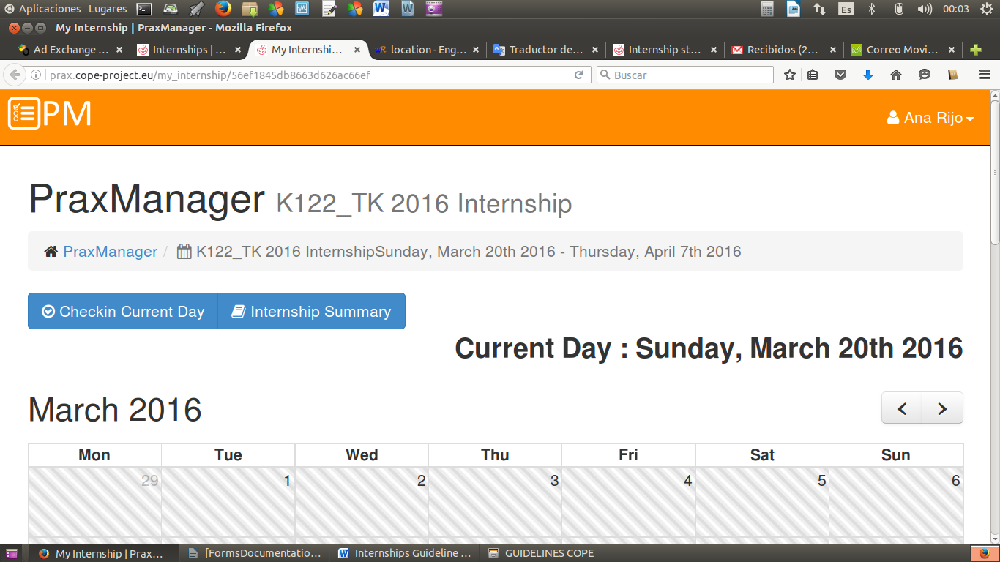 Aplicaciones Lugares Es 00:03
My Internship | PraxManager - Mozilla Firefox
Ad Exchange ... Internships | ... My Internshi... location - Eng... Traductor de... Internship st... Recibidos (2... Correo Movi...
prax.cope-project.eu/my_internship/56ef1845db8663d626ac66ef Buscar
PM Ana Rijo
PraxManager K122_TK 2016 Internship
PraxManager / K122_TK 2016 InternshipSunday, March 20th 2016 - Thursday, April 7th 2016
Checkin Current Day Internship Summary
Current Day : Sunday, March 20th 2016
March 2016
Mon Tue Wed Thu Fri Sat Sun
29 1 2 3 4 5 6
My Internship | Prax... [FormsDocumentatio... Internships Guideline ... GUIDELINES COPE